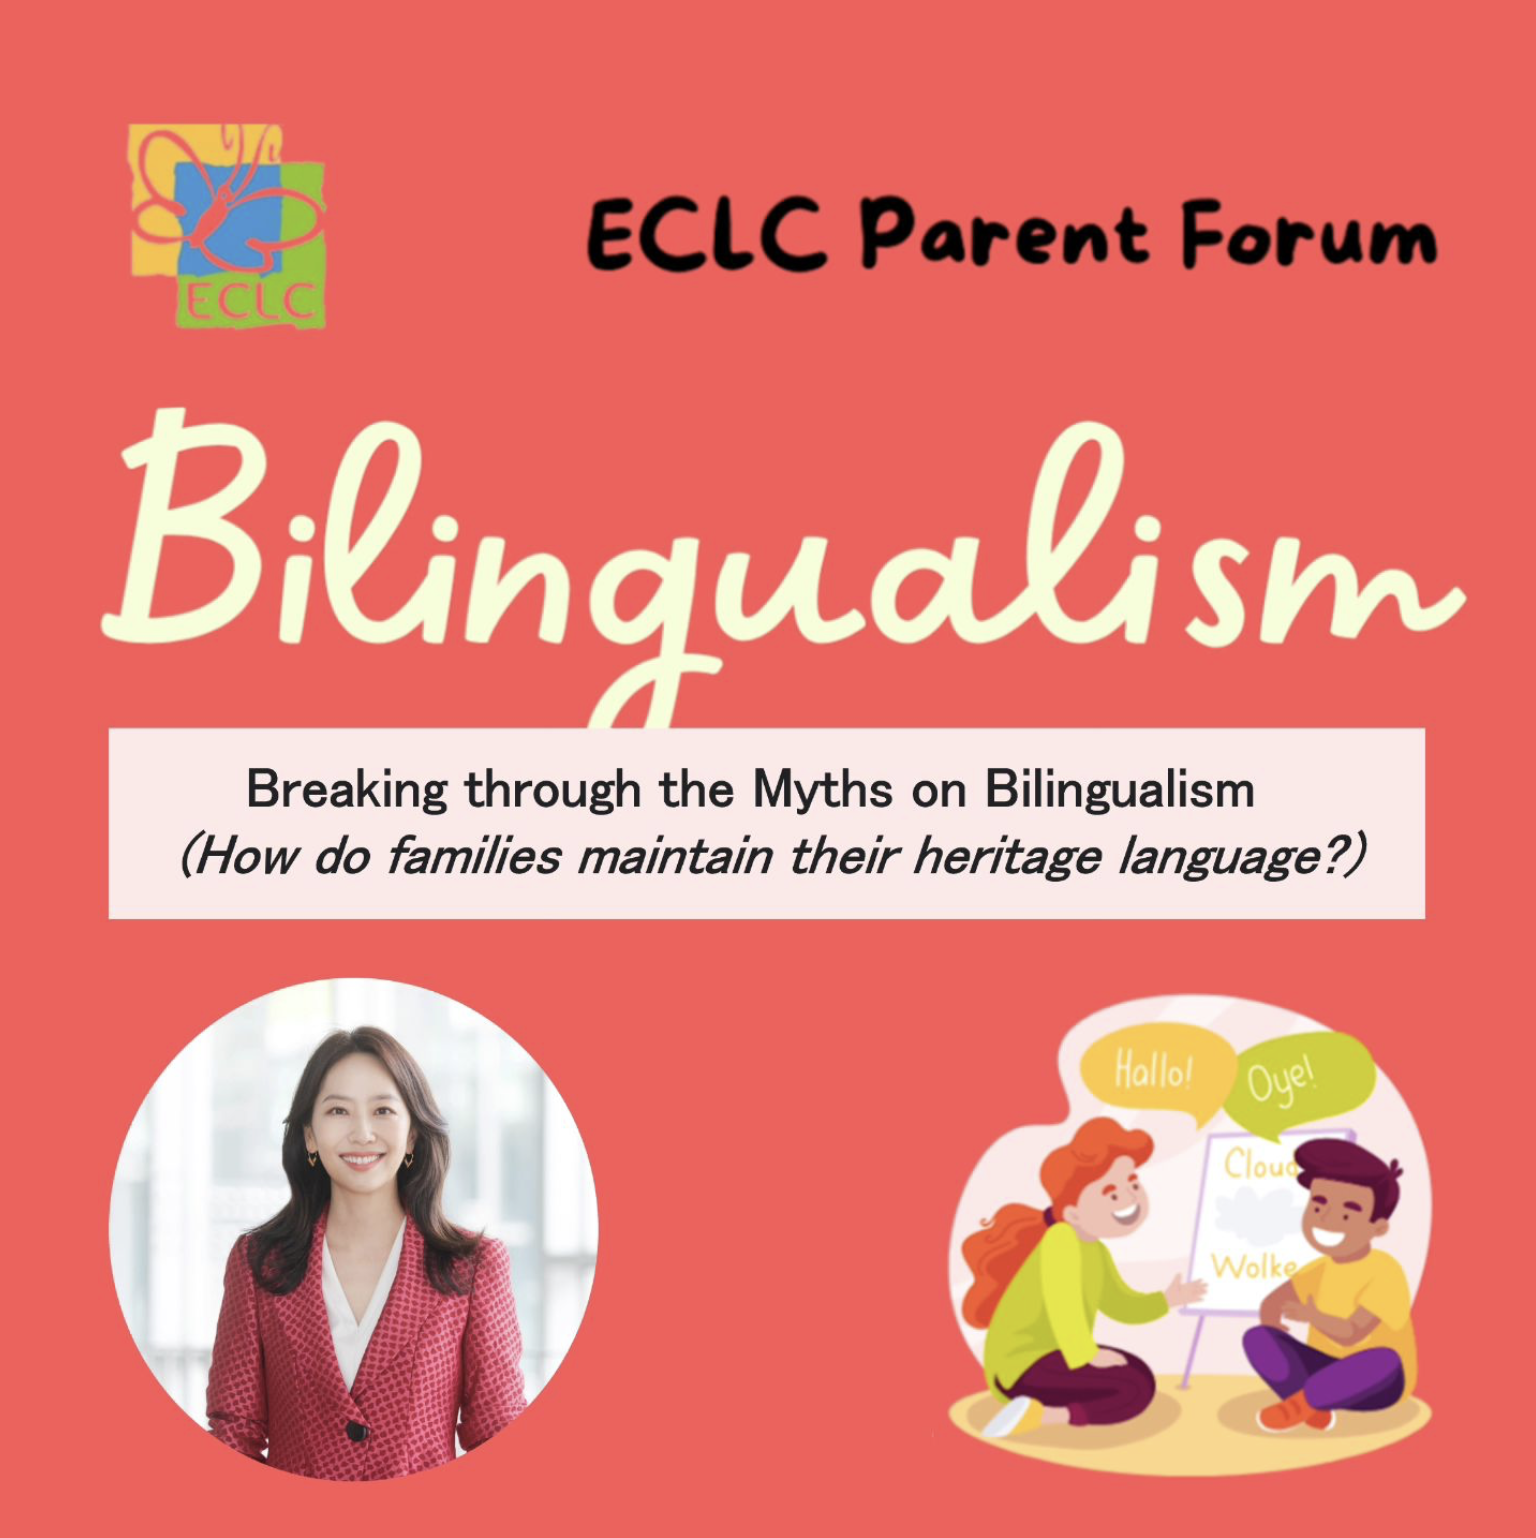 ECLC
ECLC Parent Forum
Bilingualism
Breaking through the Myths on Bilingualism
(How do families maintain their heritage language?)
Hallo!
Oye!
Cloud
Wolke